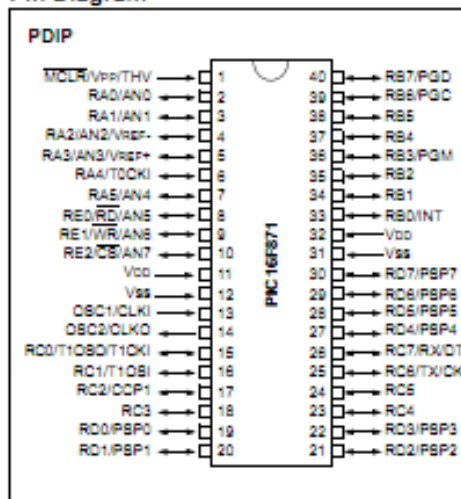 PDIP
MCLR/VPP/THV 1 40 RB7/PGD
RA0/AN0 2 39 RB6/PGC
RA1/AN1 3 38 RB5
RA2/AN2/VREF- 4 37 RB4
RA3/AN3/VREF+ 5 36 RB3/PGM
RA4/T0CKI 6 35 RB2
RA5/AN4 7 34 RB1
RE0/RD/AN5 8 33 RB0/INT
RE1/WR/AN6 9 32 VDD
RE2/CS/AN7 10 31 VSS
VDD 11 30 RD7/PSP7
VSS 12 29 RD6/PSP6
OSC1/CLKI 13 28 RD5/PSP5
OSC2/CLKO 14 27 RD4/PSP4
RC0/T1OSO/T1CKI 15 26 RC7/RX/DT
RC1/T1OSI 16 25 RC6/TX/CK
RC2/CCP1 17 24 RC5
RC3 18 23 RC4
RD0/PSP0 19 22 RD3/PSP3
RD1/PSP1 20 21 RD2/PSP2
PIC16F871